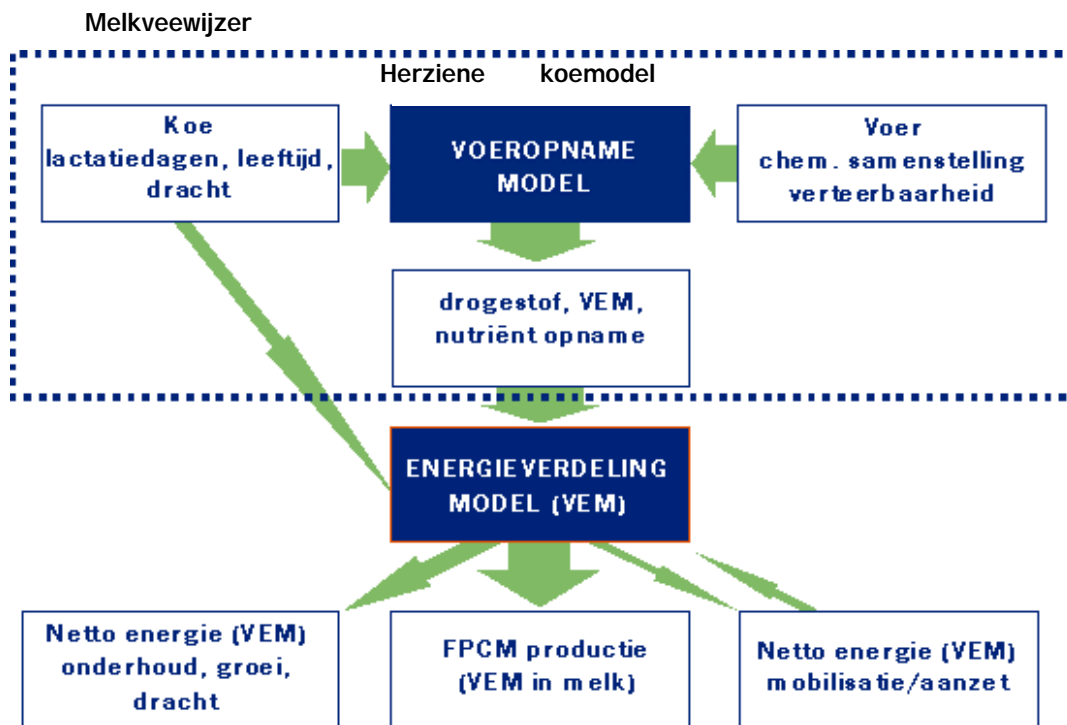 Melkveewijzer
Herziene koemodel
Koe
lactatiedagen, leeftijd,
dracht
VOEROPNAME
MODEL
Voer
chem. samenstelling
verteerbaarheid
drogestof, VEM,
nutriënt opname
ENERGIEVERDELING
MODEL (VEM)
Netto energie (VEM)
onderhoud, groei,
dracht
FPCM productie
(VEM in melk)
Netto energie (VEM)
mobilisatie/aanzet